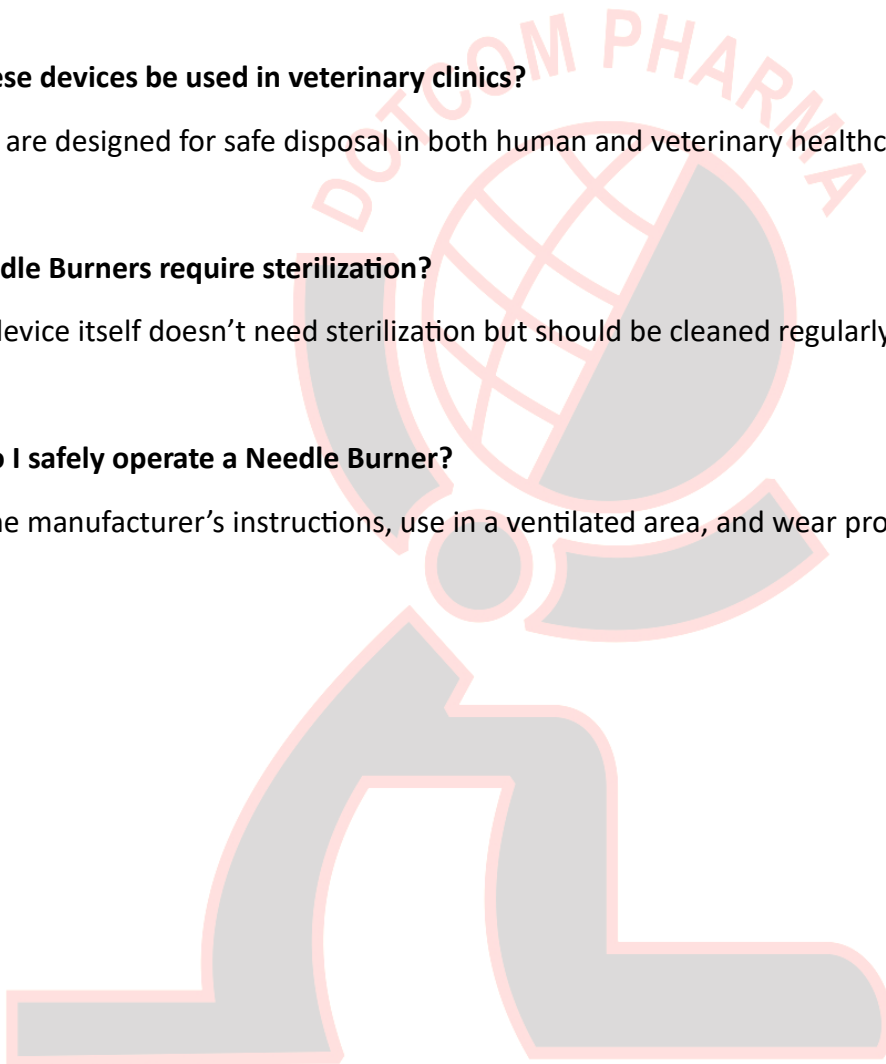 DOTCOM PHARMA
ese devices be used in veterinary clinics?
are designed for safe disposal in both human and veterinary healthc
dle Burners require sterilization?
device itself doesn't need sterilization but should be cleaned regularly
o I safely operate a Needle Burner?
he manufacturer's instructions, use in a ventilated area, and wear pro